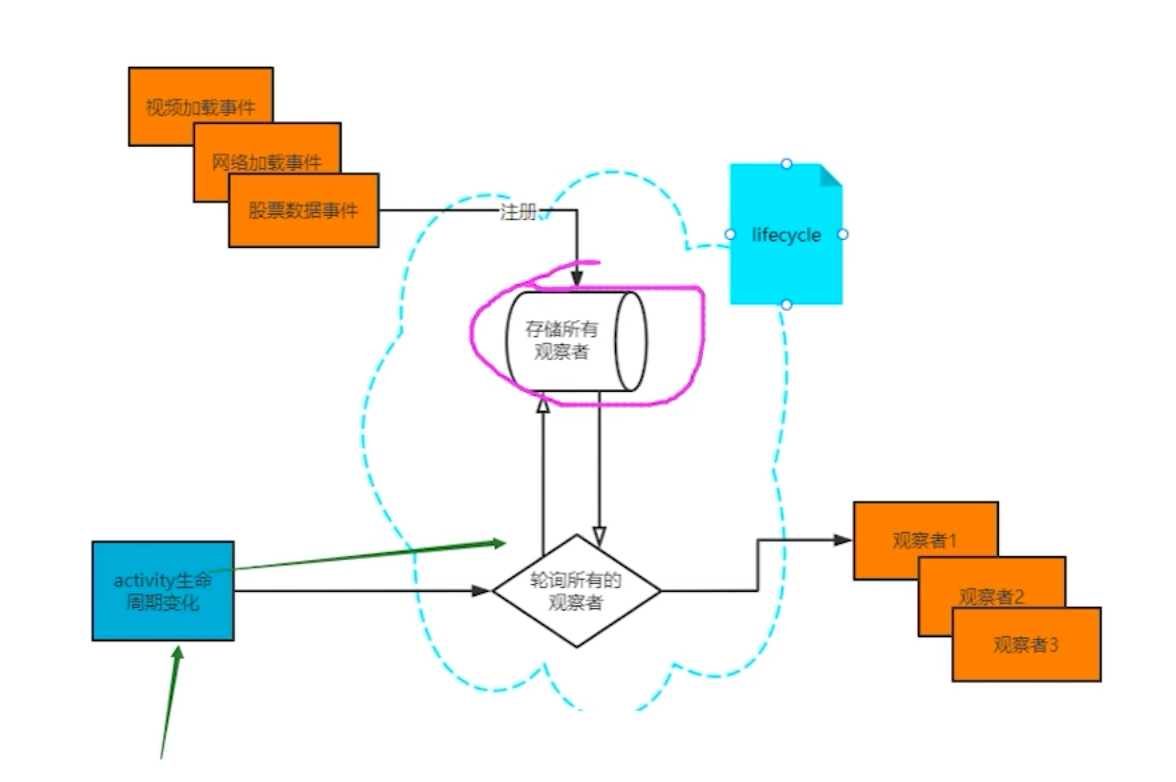 视频加载事件
网络加载事件
股票数据事件
注册
lifecycle
存储所有
观察者
activity生命
周期变化
轮询所有的
观察者
观察者1
观察者2
观察者3